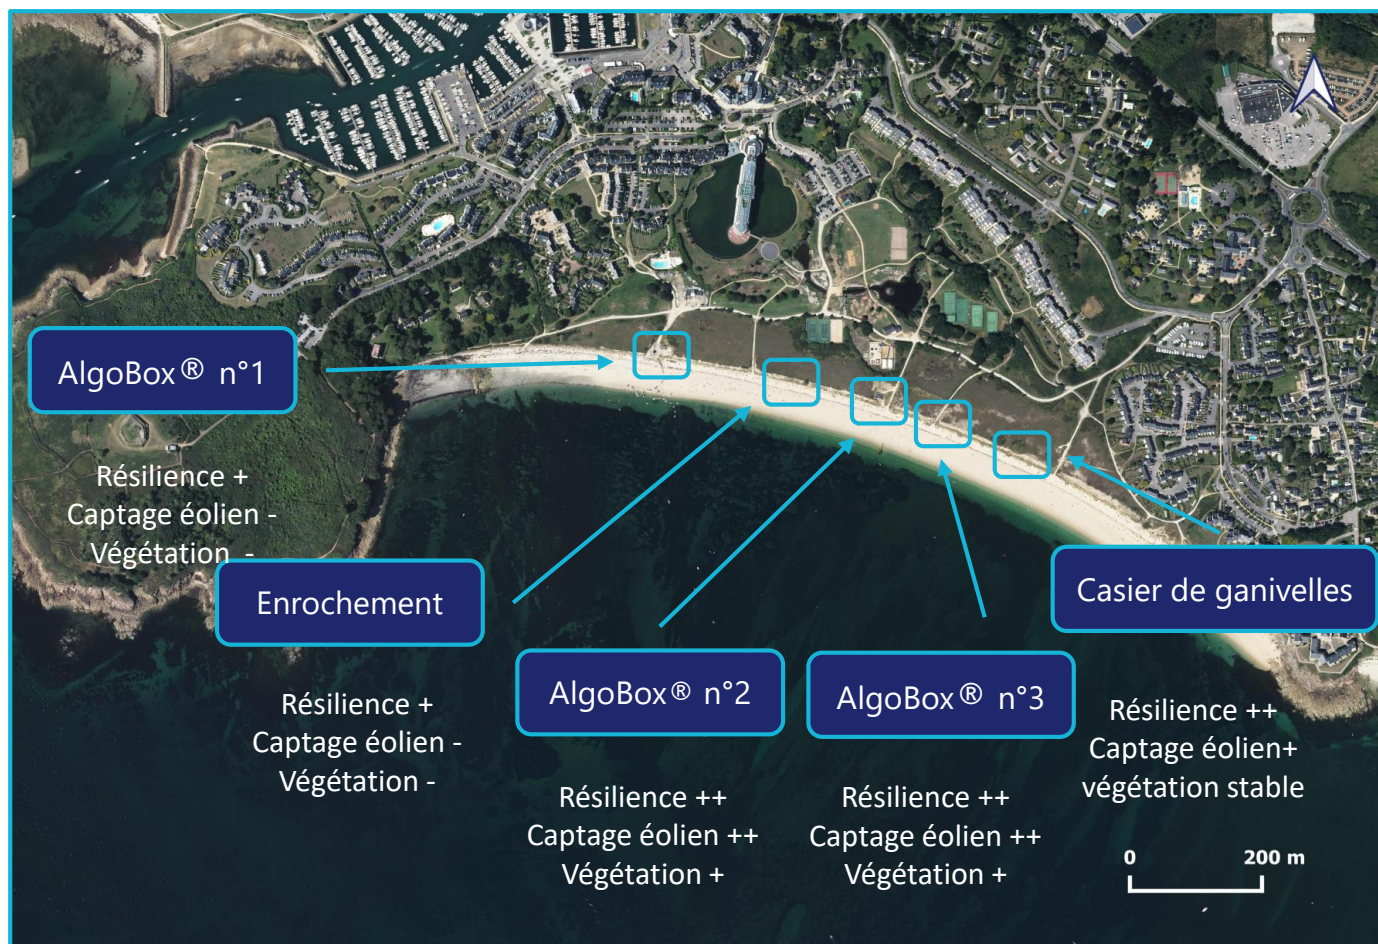 AlgoBox® n°1
Résilience +
Captage éolien -
Végétation -
Enrochement
Résilience +
Captage éolien -
Végétation -
AlgoBox® n°2
Résilience ++
Captage éolien ++
Végétation +
AlgoBox® n°3
Résilience ++
Captage éolien ++
Végétation +
Casier de ganivelles
Résilience ++
Captage éolien+
végétation stable
0 200 m